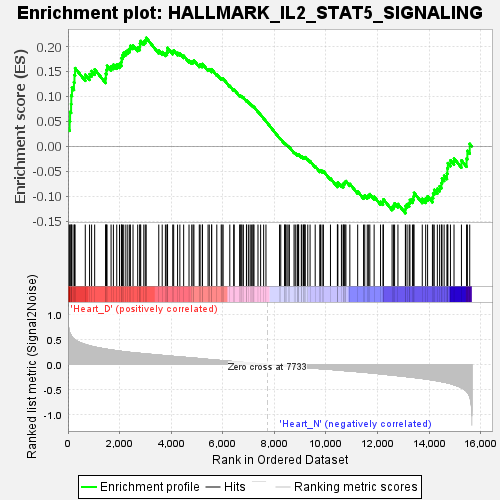 Enrichment plot: HALLMARK_IL2_STAT5_SIGNALING
Enrichment score (ES)
0.20
0.15
0.10
0.05
0.00
-0.05
-0.10
-0.15
'Heart_D' (positively correlated)
Ranked list metric (Signal2Noise)
1.0
0.5
0.0
-0.5
-1.0
Zero cross at 7733
'Heart_N' (negatively correlated)
0
2,000
4,000
6,000
8,000
10,000
12,000
14,000
16,000
Rank in Ordered Dataset
Enrichment profile
Hits
Ranking metric scores